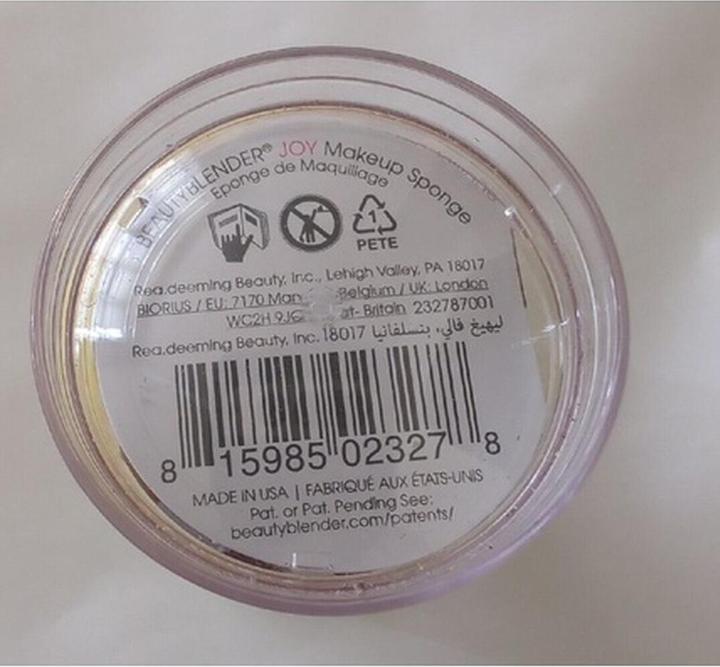 BEAUTYBLENDER® JOY Makeup Sponge
Eponge de Maquillage
1
PETE
Rea.deeming Beauty, Inc., Lehigh Valley, PA 18017
BIORIUS / EU: 7170 Belgium / UK: London
WC2H Britain 232787001
Rea.deeming Beauty, Inc. 18017 ليهيغ فالي، بنسلفانيا
8 15985 02327 8
MADE IN USA | FABRIQUÉ AUX ÉTATS-UNIS
Pat. or Pat. Pending See:
beautyblender.com/patents/